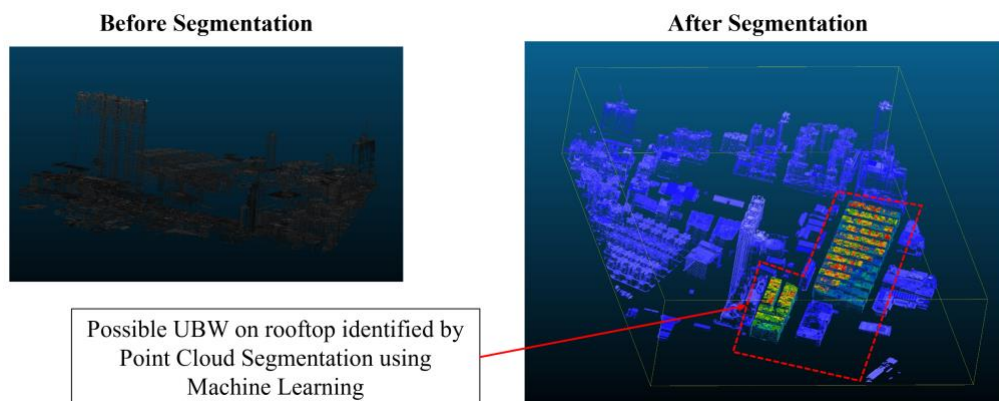 Before Segmentation
After Segmentation
Possible UBW on rooftop identified by
Point Cloud Segmentation using
Machine Learning